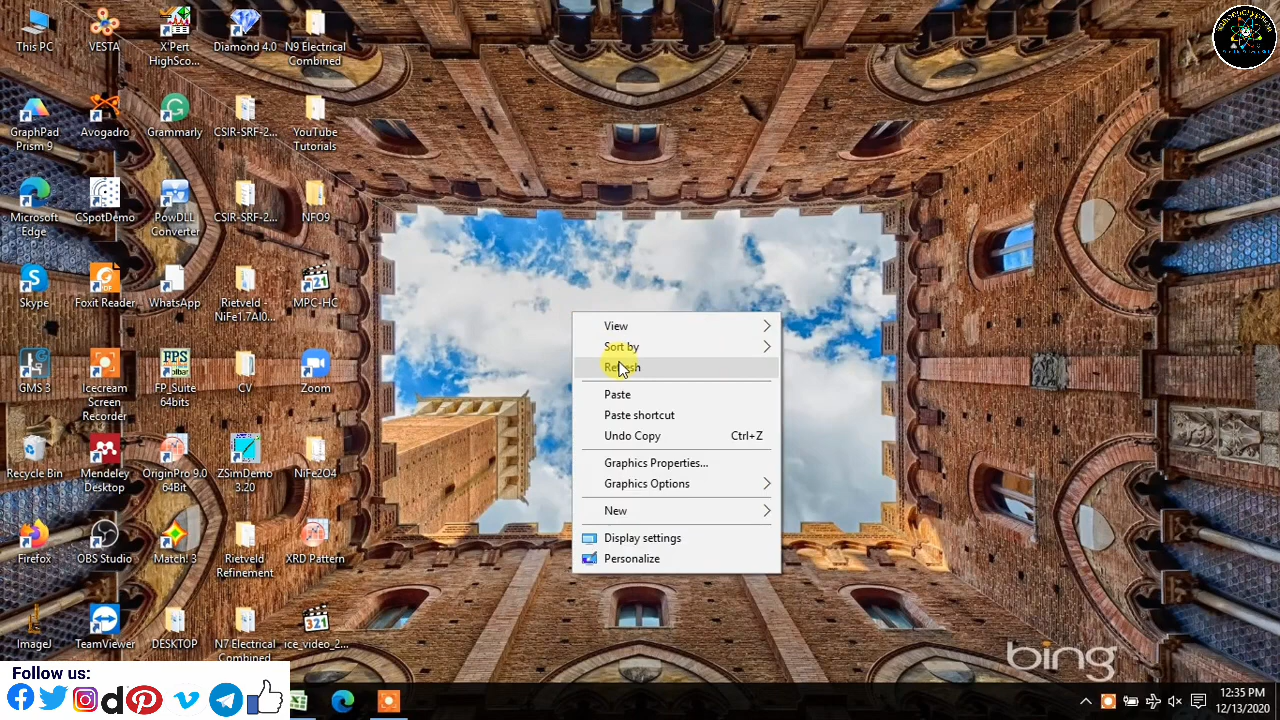 This PC
VESTA
X'Pert
HighSco...
Diamond 4.0
N9 Electrical
Combined
GraphPad
Prism 9
Avogadro
Grammarly
CSIR-SRF-2...
YouTube
Tutorials
Microsoft
Edge
CSpotDemo
PowDLL
Converter
CSIR-SRF-2...
NFO9
Skype
Foxit Reader
WhatsApp
Rietveld -
NiFe1.7Al0...
321
MPC-HC
GMS 3
Icecream
Screen
Recorder
FPS
FP_Suite
64bits
CV
Zoom
Recycle Bin
Mendeley
Desktop
OriginPro 9.0
64Bit
ZSimDemo
3.20
NiFe2O4
Firefox
OBS Studio
Match! 3
Rietveld
Refinement
XRD Pattern
ImageJ
TeamViewer
DESKTOP
N7 Electrical
Combined
321
ice_video_2...
View
Sort by
Refresh
Paste
Paste shortcut
Undo Copy Ctrl+Z
Graphics Properties...
Graphics Options
New
Display settings
Personalize
bing
Follow us:
12:35 PM
12/13/2020